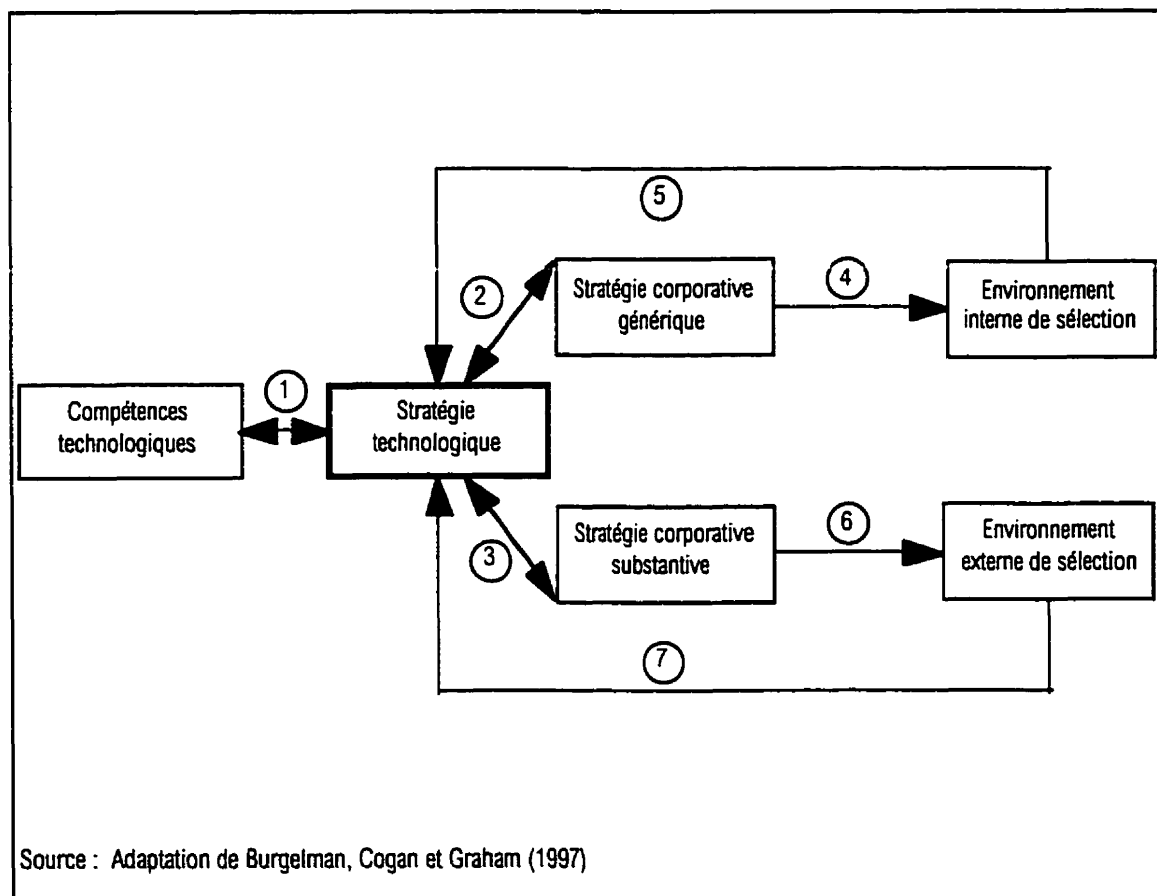 5
2
Stratégie corporative
générique
4
Environnement
interne de sélection
1
Compétences
technologiques
Stratégie
technologique
3
Stratégie corporative
substantive
6
Environnement
externe de sélection
7
Source : Adaptation de Burgelman, Cogan et Graham (1997)